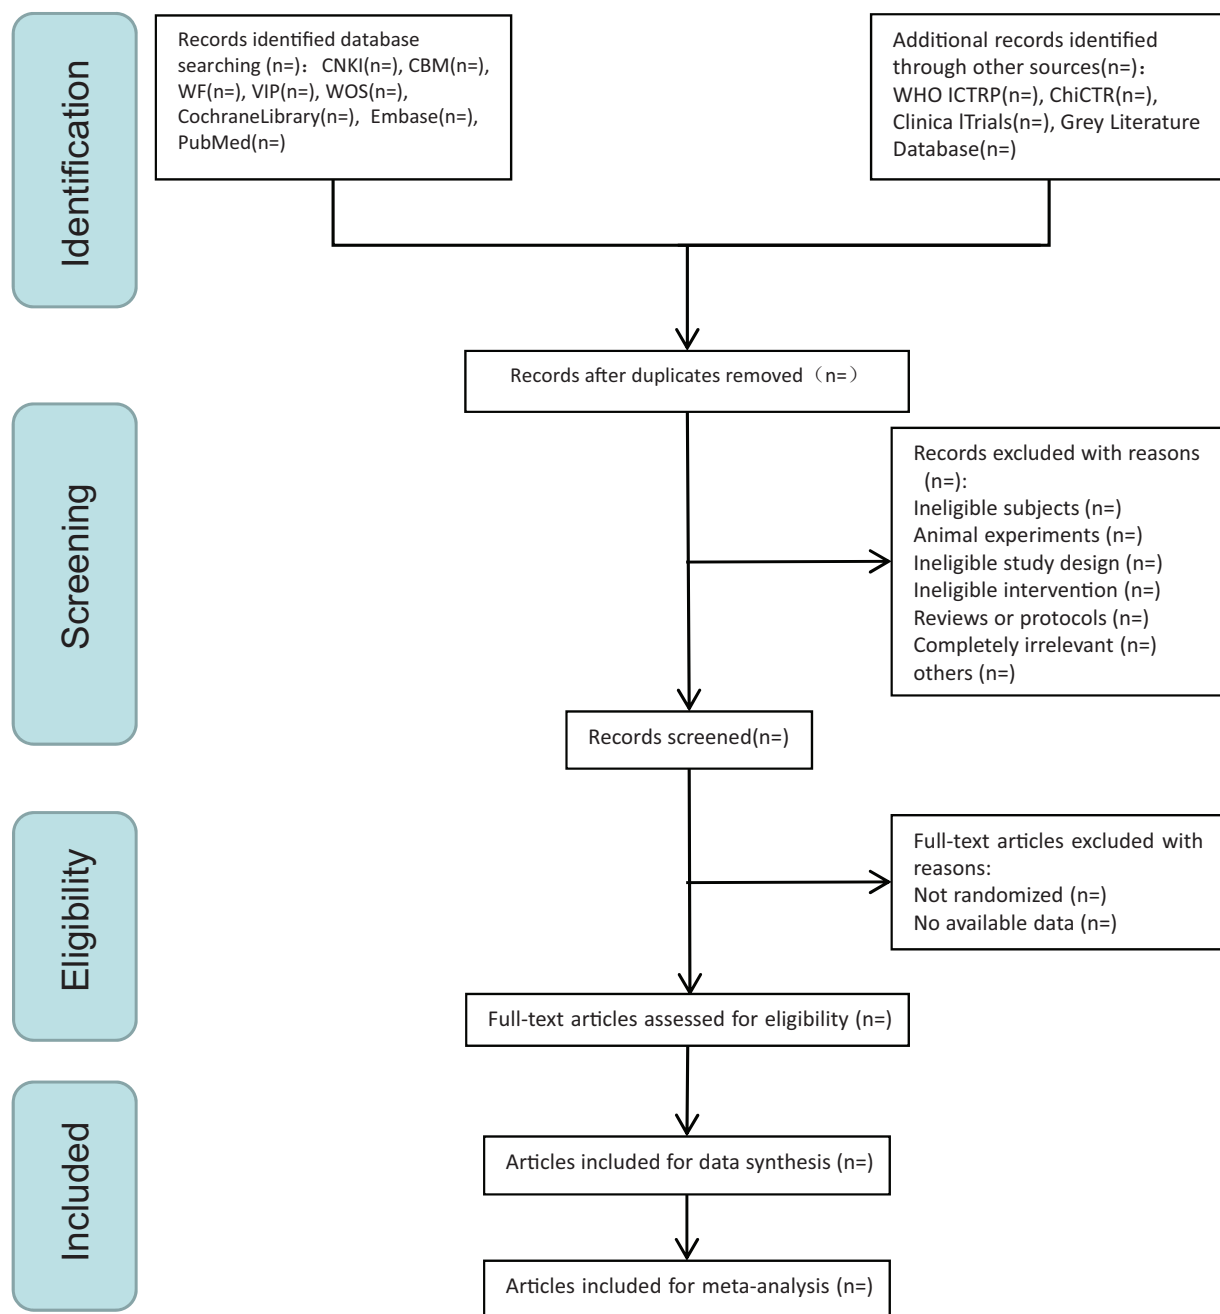 Identification
Records identified database
searching (n=)：CNKI(n=), CBM(n=),
WF(n=), VIP(n=), WOS(n=),
CochraneLibrary(n=), Embase(n=),
PubMed(n=)
Additional records identified
through other sources(n=)：
WHO ICTRP(n=), ChiCTR(n=),
Clinica lTrials(n=), Grey Literature
Database(n=)
Records after duplicates removed（n=）
Screening
Records excluded with reasons
(n=):
Ineligible subjects (n=)
Animal experiments (n=)
Ineligible study design (n=)
Ineligible intervention (n=)
Reviews or protocols (n=)
Completely irrelevant (n=)
others (n=)
Records screened(n=)
Eligibility
Full-text articles excluded with
reasons:
Not randomized (n=)
No available data (n=)
Full-text articles assessed for eligibility (n=)
Included
Articles included for data synthesis (n=)
Articles included for meta-analysis (n=)